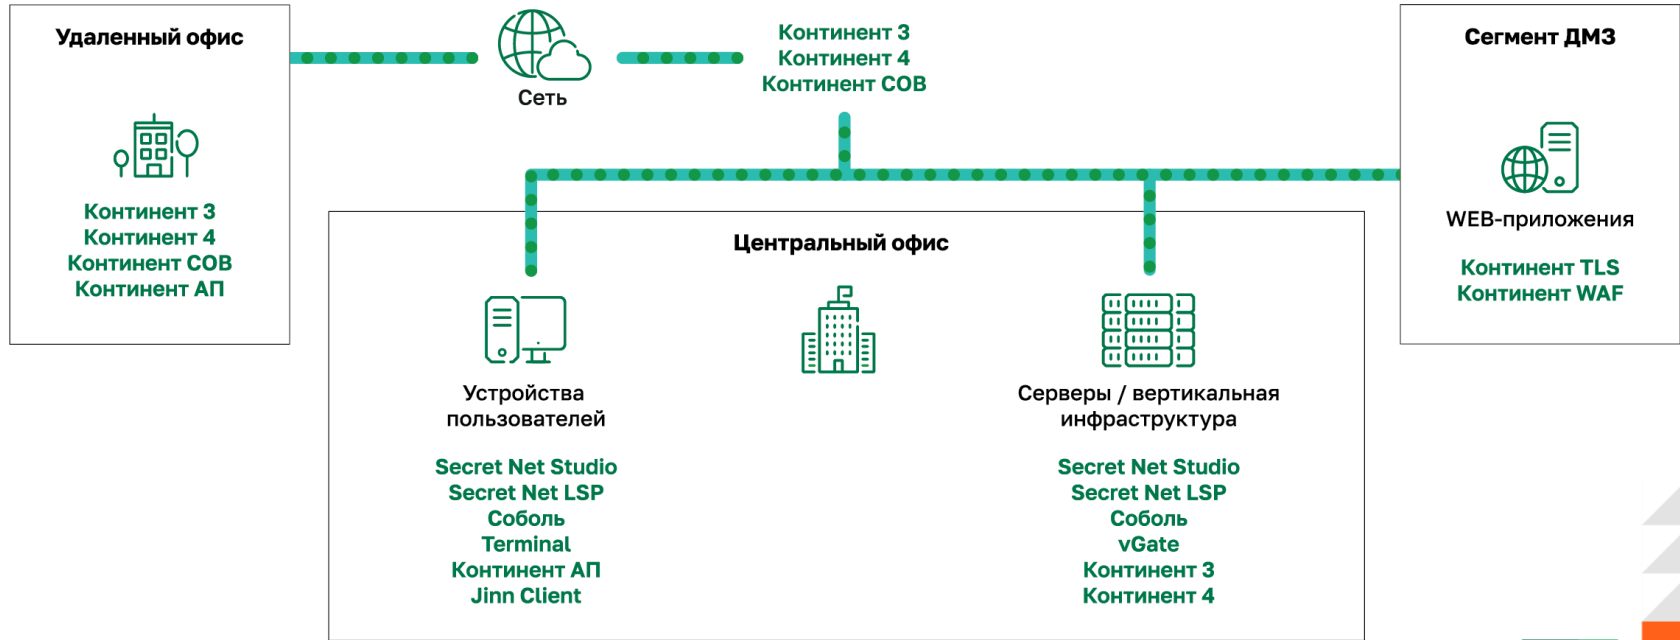 Удаленный офис
Континент 3
Континент 4
Континент СОВ
Континент АП
Сеть
Континент 3
Континент 4
Континент СОВ
Сегмент ДМЗ
WEB-приложения
Континент TLS
Континент WAF
Центральный офис
Устройства
пользователей
Secret Net Studio
Secret Net LSP
Соболь
Terminal
Континент АП
Jinn Client
Серверы / вертикальная
инфраструктура
Secret Net Studio
Secret Net LSP
Соболь
vGate
Континент 3
Континент 4